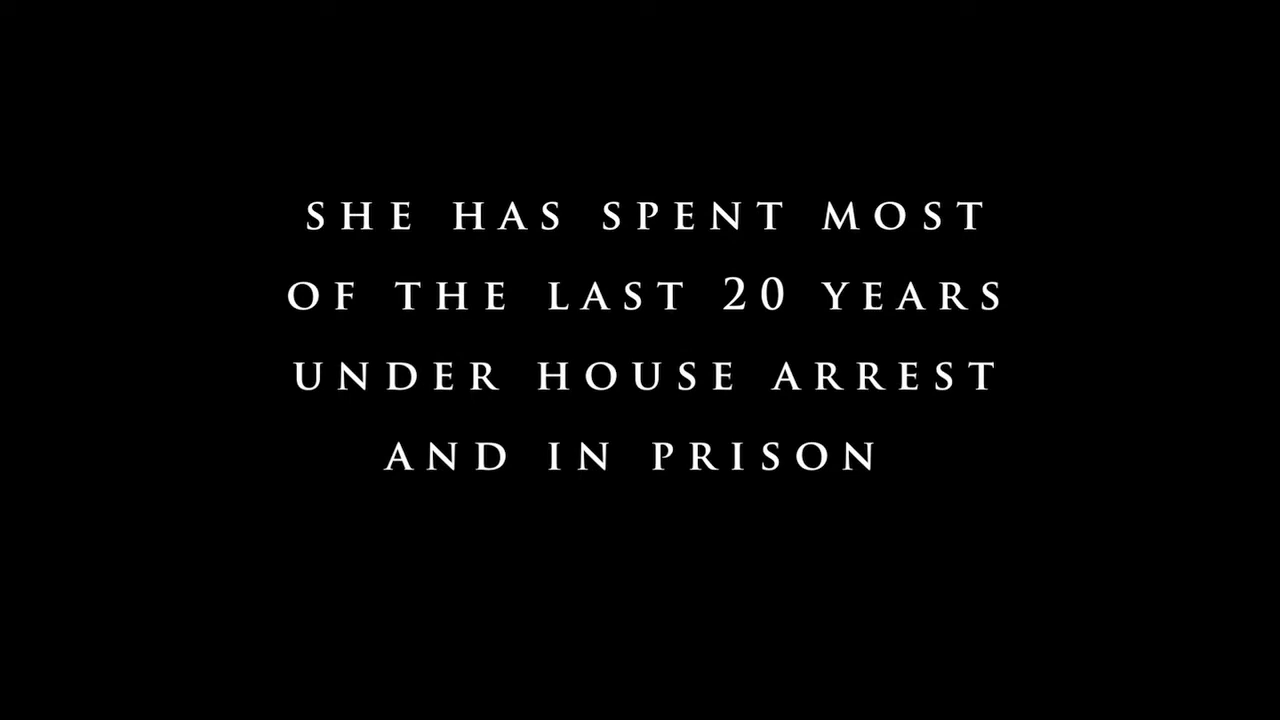 SHE HAS SPENT MOST
OF THE LAST 20 YEARS
UNDER HOUSE ARREST
AND IN PRISON